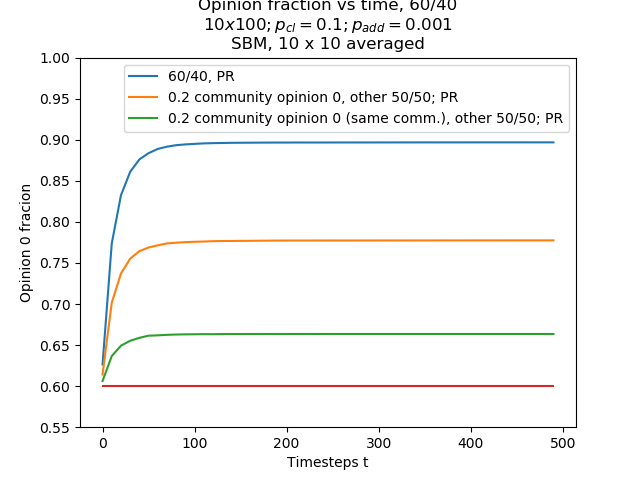 Opinion fraction vs time, 60/40
10x100; p_cl = 0.1; p_add = 0.001
SBM, 10 x 10 averaged
1.00
0.95
0.90
0.85
0.80
0.75
0.70
0.65
0.60
0.55
Opinion 0 fracion
60/40, PR
0.2 community opinion 0, other 50/50; PR
0.2 community opinion 0 (same comm.), other 50/50; PR
0 100 200 300 400 500
Timesteps t